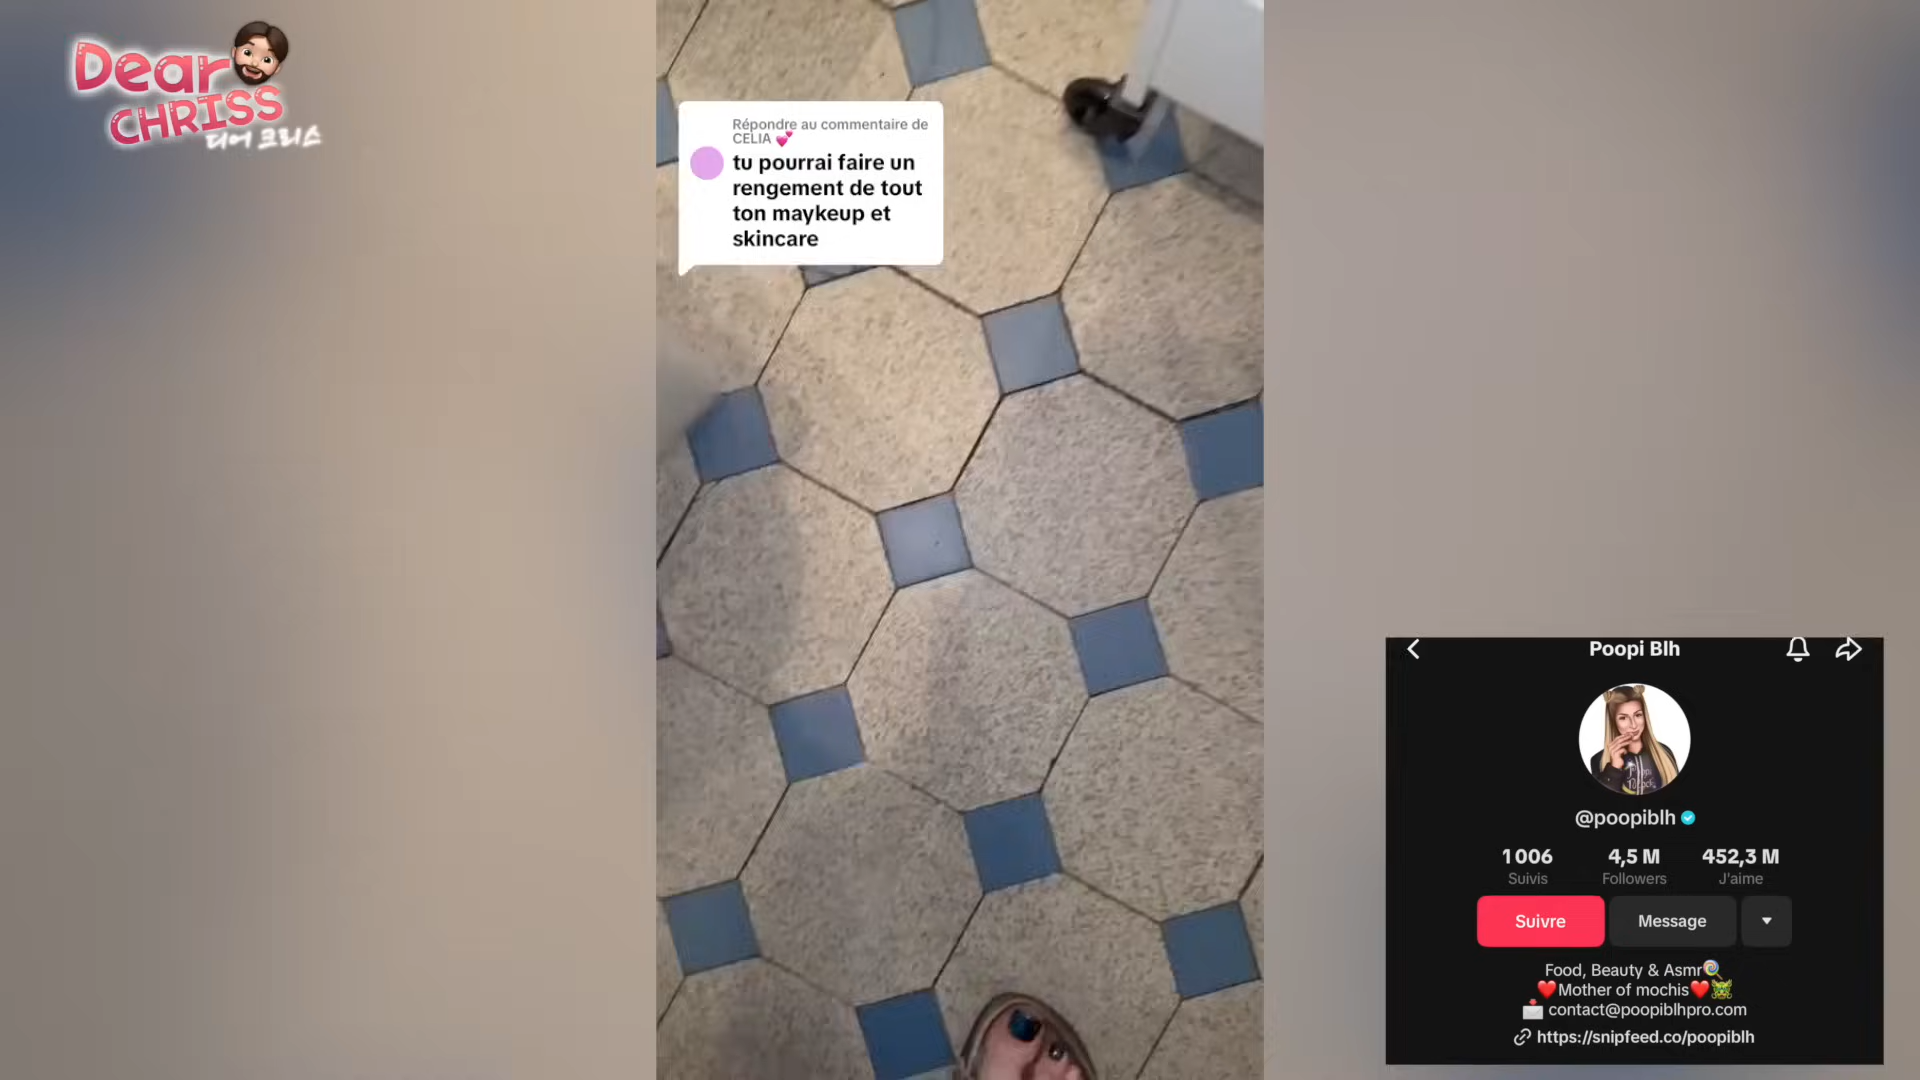 Dear
CHRISS
디어 크리스
Répondre au commentaire de
CELIA 💕
tu pourrai faire un
rengement de tout
ton maykeup et
skincare
Poopi Blh
@poopiblh
1 006
4,5 M
452,3 M
Suivis
Followers
J'aime
Suivre
Message
Food, Beauty & Asmr🍭
❤️Mother of mochis❤️🐲
📩 contact@poopiblhpro.com
https://snipfeed.co/poopiblh